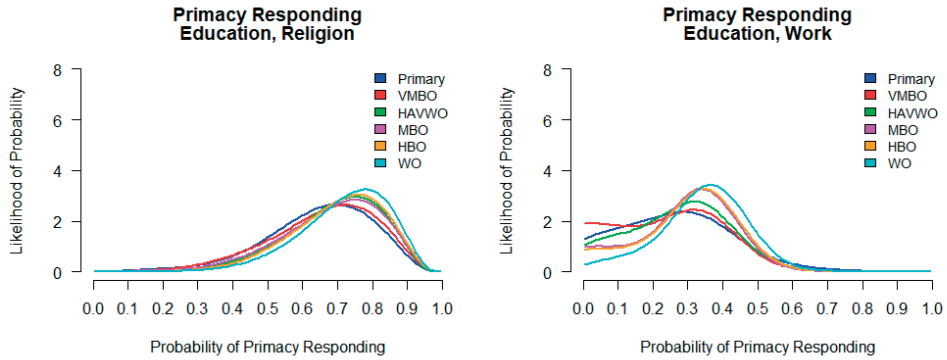 Primacy Responding
Education, Religion
8
6
4
2
0
Likelihood of Probability
Primary
VMBO
HAVWO
MBO
HBO
WO
0.0 0.1 0.2 0.3 0.4 0.5 0.6 0.7 0.8 0.9 1.0
Probability of Primacy Responding
Primacy Responding
Education, Work
8
6
4
2
0
Likelihood of Probability
Primary
VMBO
HAVWO
MBO
HBO
WO
0.0 0.1 0.2 0.3 0.4 0.5 0.6 0.7 0.8 0.9 1.0
Probability of Primacy Responding